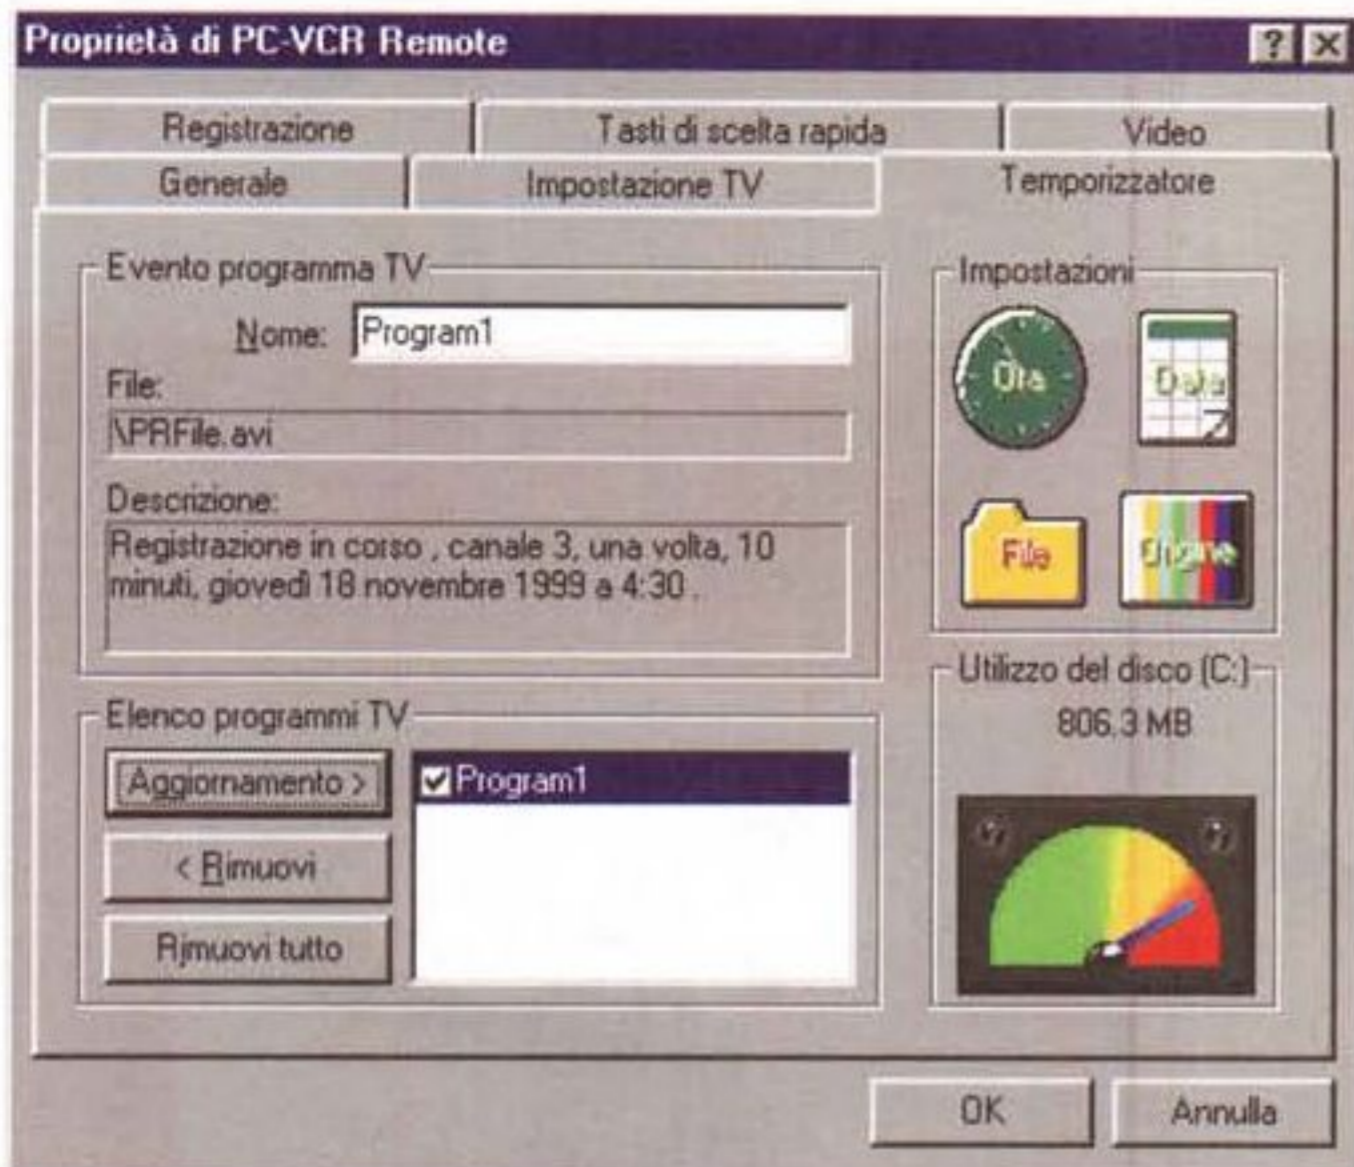 Proprietà di PC-VCR Remote
Registrazione
Tasti di scelta rapida
Video
Generale
Impostazione TV
Temporizzatore
Evento programma TV
Nome: Program1
File:
\PRFile.avi
Descrizione:
Registrazione in corso , canale 3, una volta, 10
minuti, giovedì 18 novembre 1999 a 4:30 .
Impostazioni
Ora
Data
File
Origine
Elenco programmi TV
Aggiornamento >
< Rimuovi
Rimuovi tutto
Program1
Utilizzo del disco (C:)
806.3 MB
OK
Annulla